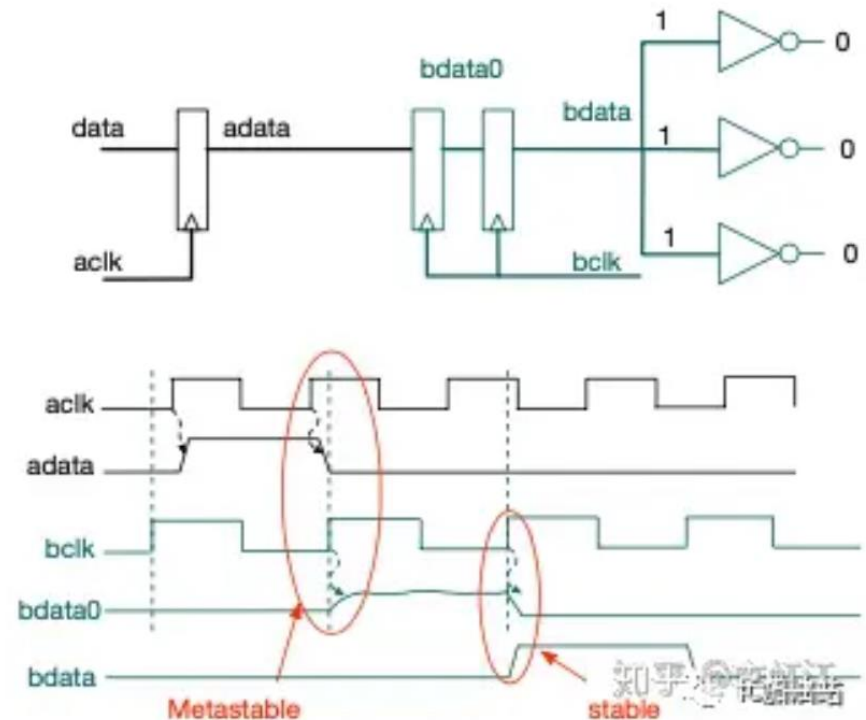 1
0
bdata0
bdata
data
adata
1
0
1
0
aclk
bclk
aclk
adata
bclk
bdata0
bdata
知乎
Metastable
stable